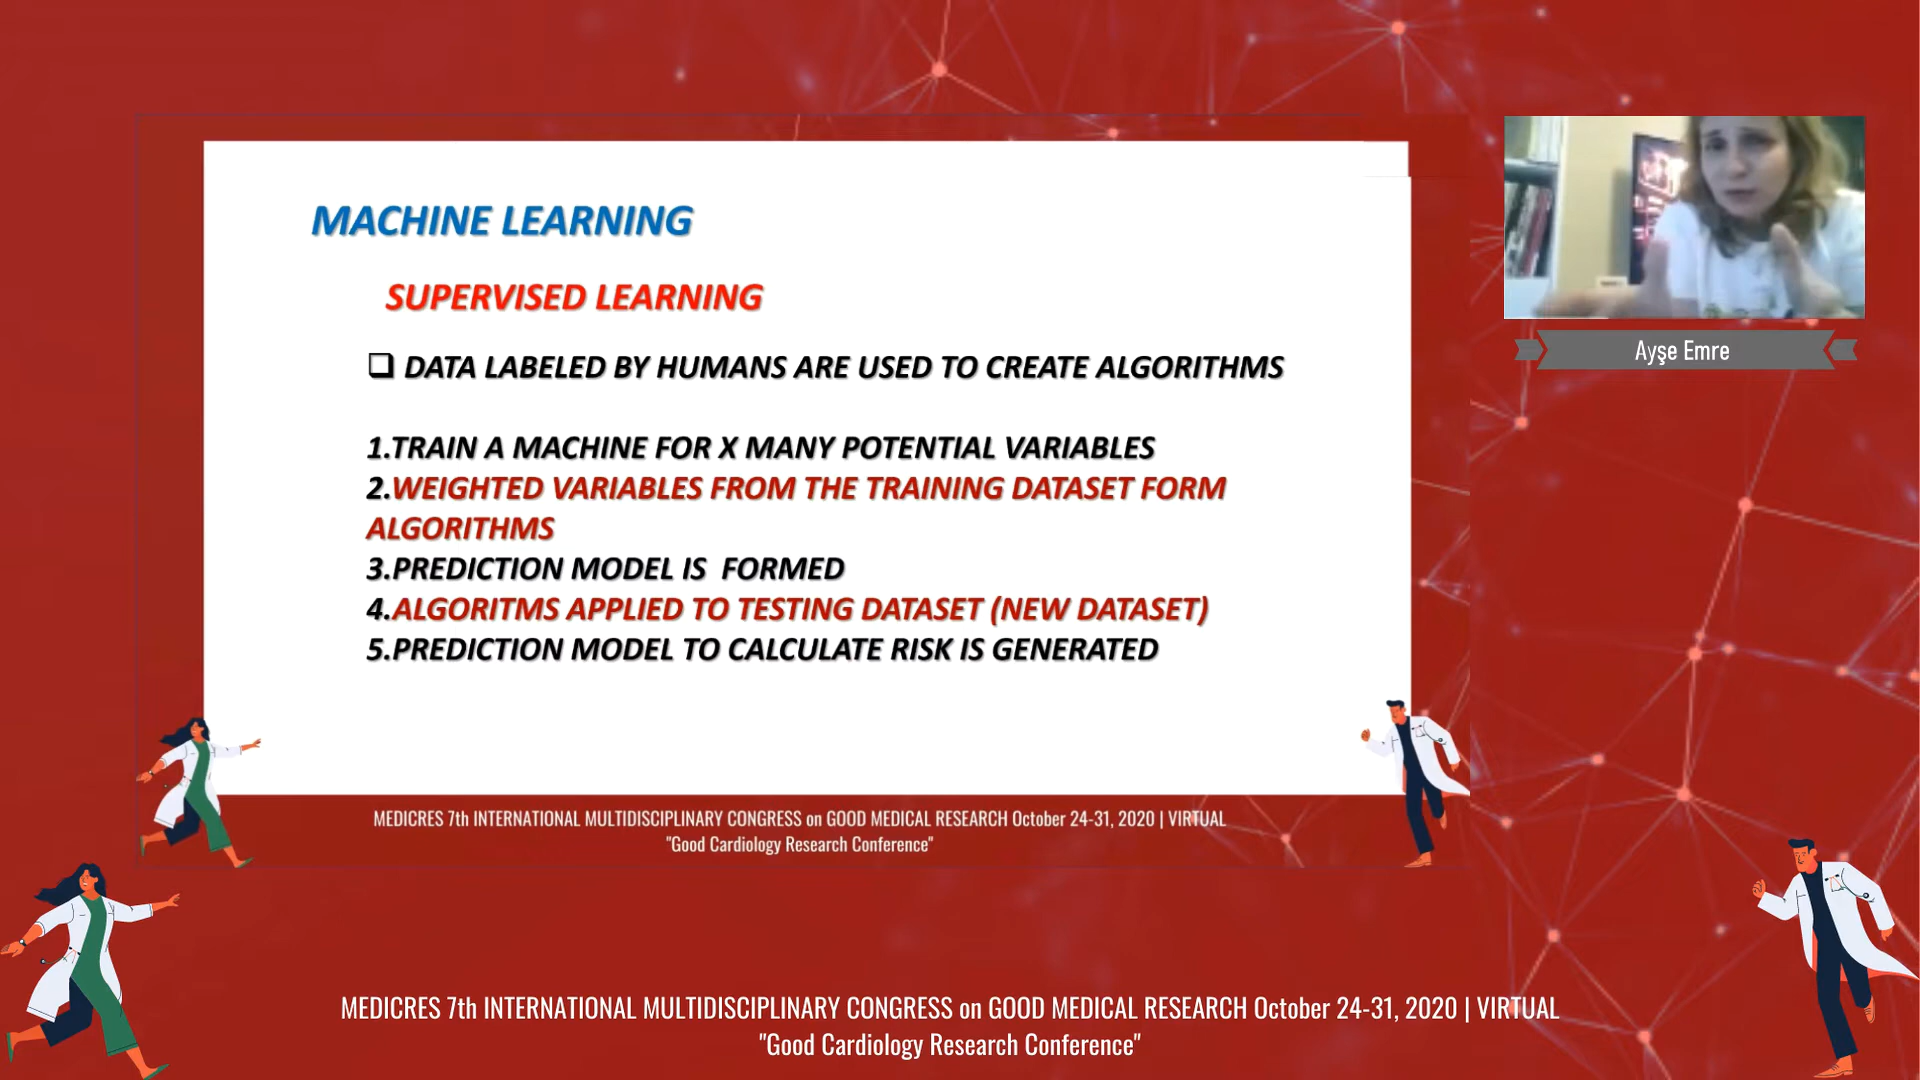 MACHINE LEARNING
SUPERVISED LEARNING
❑ DATA LABELED BY HUMANS ARE USED TO CREATE ALGORITHMS
1.TRAIN A MACHINE FOR X MANY POTENTIAL VARIABLES
2.WEIGHTED VARIABLES FROM THE TRAINING DATASET FORM
ALGORITHMS
3.PREDICTION MODEL IS  FORMED
4.ALGORITMS APPLIED TO TESTING DATASET (NEW DATASET)
5.PREDICTION MODEL TO CALCULATE RISK IS GENERATED
MEDICRES 7th INTERNATIONAL MULTIDISCIPLINARY CONGRESS on GOOD MEDICAL RESEARCH October 24-31, 2020 | VIRTUAL
"Good Cardiology Research Conference"
Ayşe Emre
MEDICRES 7th INTERNATIONAL MULTIDISCIPLINARY CONGRESS on GOOD MEDICAL RESEARCH October 24-31, 2020 | VIRTUAL
"Good Cardiology Research Conference"